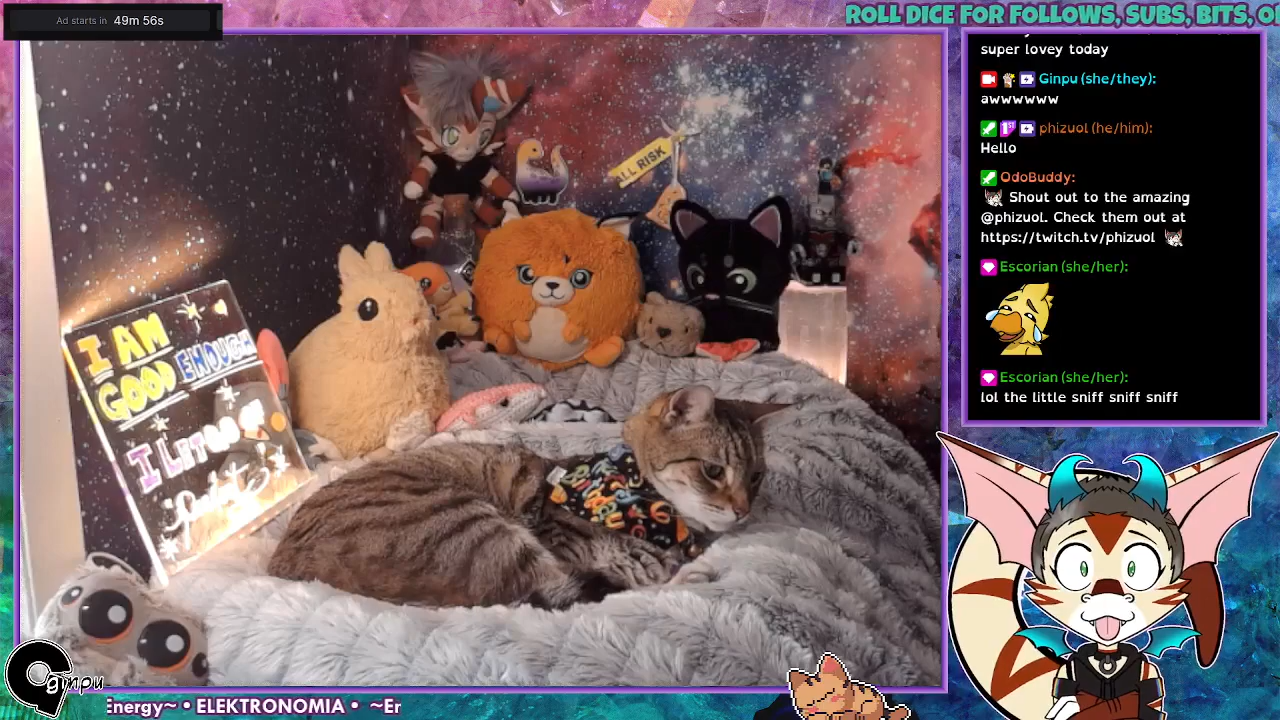 Ad starts in 49m 56s
ROLL DICE FOR FOLLOWS, SUBS, BITS,
super lovey today
Ginpu (she/they):
awwwwww
phizuol (he/him):
Hello
OdoBuddy:
Shout out to the amazing
@phizuol. Check them out at
https://twitch.tv/phizuol
Escorian (she/her):
Escorian (she/her):
lol the little sniff sniff sniff
ALL RISK
I AM
GOOD ENOUGH
I
ginpu
Energy~ • ELEKTRONOMIA • ~Er